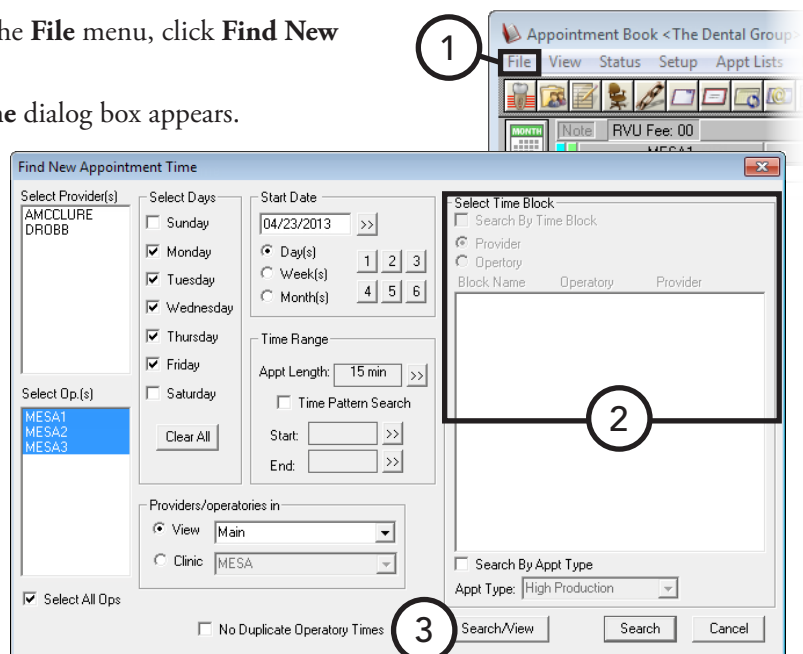 he File menu, click Find New
ne dialog box appears.
1
Appointment Book <The Dental Group>
File View Status Setup Appt Lists
MONTH Note RVU Fee: 00
MESA1
Find New Appointment Time
Select Provider(s)
AMCCLURE
DROBB
Select Op.(s)
MESA1
MESA2
MESA3
Select All Ops
Select Days
Sunday
Monday
Tuesday
Wednesday
Thursday
Friday
Saturday
Clear All
Start Date
04/23/2013 >>
Day(s) 1 2 3
Week(s)
Month(s) 4 5 6
Time Range
Appt Length: 15 min >>
Time Pattern Search
Start: >>
End: >>
Providers/operatories in
View Main
Clinic MESA
No Duplicate Operatory Times
Select Time Block
Search By Time Block
Provider
Opertory
Block Name Operatory Provider
2
Search By Appt Type
Appt Type: High Production
3
Search/View Search Cancel